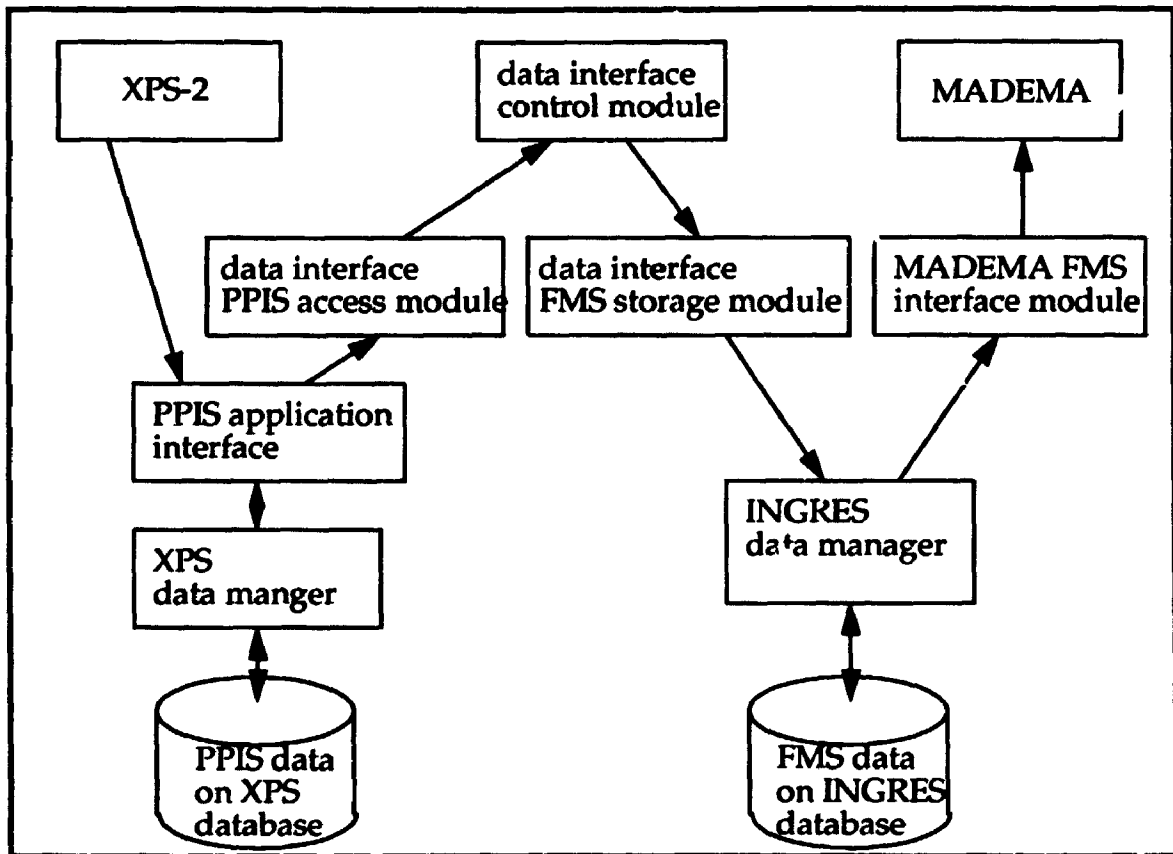 XPS-2
data interface
control module
MADEMA
data interface
PPIS access module
data interface
FMS storage module
MADEMA FMS
interface module
PPIS application
interface
XPS
data manger
INGRES
data manager
PPIS data
on XPS
database
FMS data
on INGRES
database